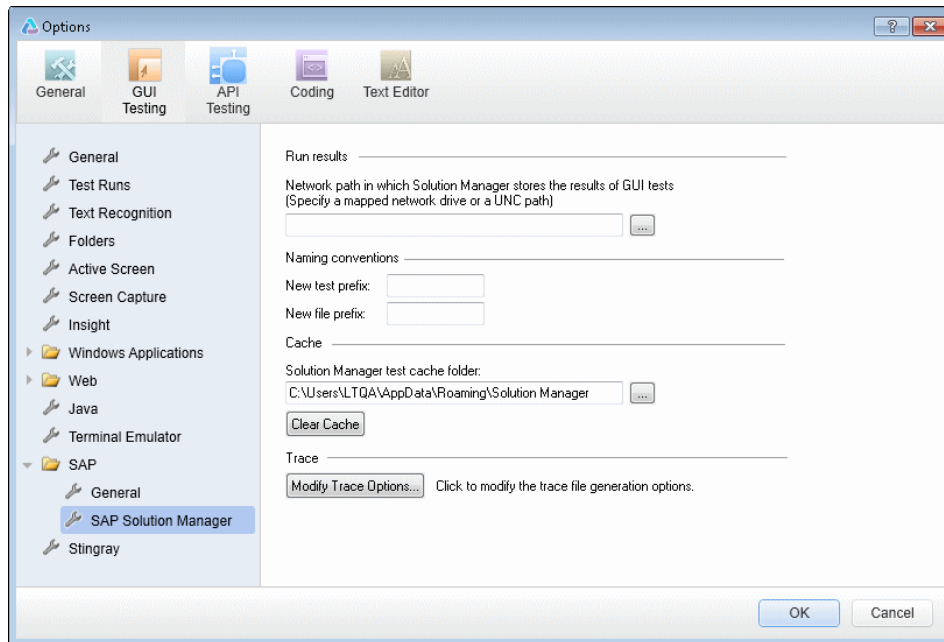 Options
General
GUI
Testing
API
Testing
Coding
Text Editor
General
Test Runs
Text Recognition
Folders
Active Screen
Screen Capture
Insight
Windows Applications
Web
Java
Terminal Emulator
SAP
General
SAP Solution Manager
Stingray
Run results
Network path in which Solution Manager stores the results of GUI tests
(Specify a mapped network drive or a UNC path)
...
Naming conventions
New test prefix:
New file prefix:
Cache
Solution Manager test cache folder:
C:\Users\LTQA\AppData\Roaming\Solution Manager
...
Clear Cache
Trace
Modify Trace Options...
Click to modify the trace file generation options.
OK
Cancel